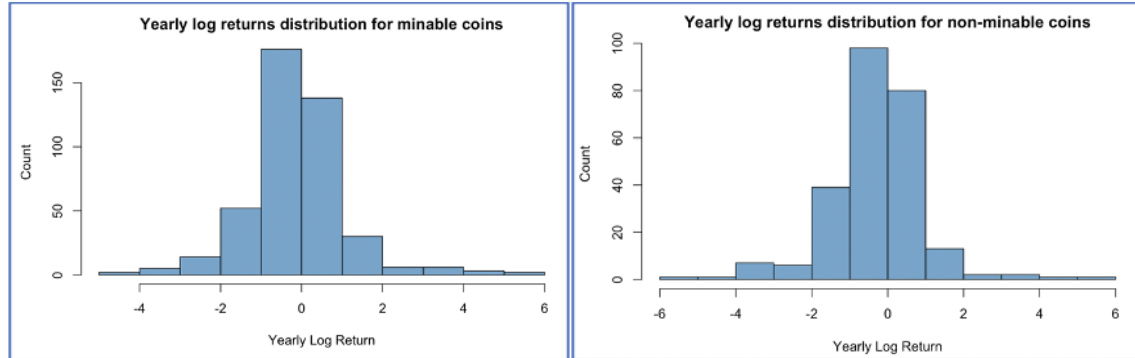 Yearly log returns distribution for minable coins
Count
150
100
50
0
-4 -2 0 2 4 6
Yearly Log Return
Yearly log returns distribution for non-minable coins
Count
100
80
60
40
20
0
-6 -4 -2 0 2 4 6
Yearly Log Return